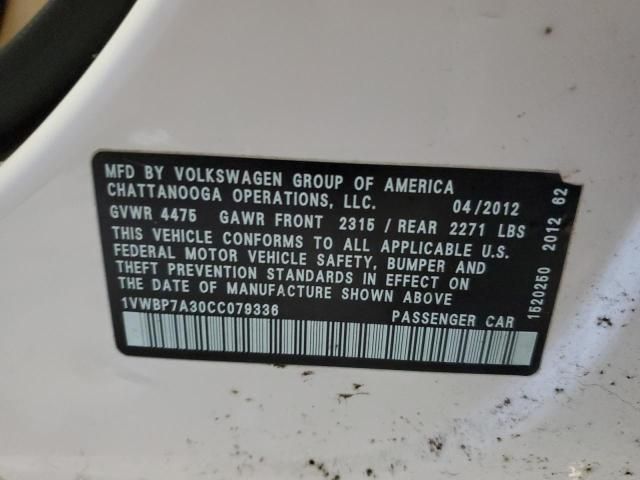 MFD BY VOLKSWAGEN GROUP OF AMERICA
CHATTANOOGA OPERATIONS, LLC. 04/2012
GVWR 4475 GAWR FRONT 2315 / REAR 2271 LBS
THIS VEHICLE CONFORMS TO ALL APPLICABLE U.S.
FEDERAL MOTOR VEHICLE SAFETY, BUMPER AND
THEFT PREVENTION STANDARDS IN EFFECT ON
THE DATE OF MANUFACTURE SHOWN ABOVE
1VWBP7A30CC079336 PASSENGER CAR
1520250 2012 62